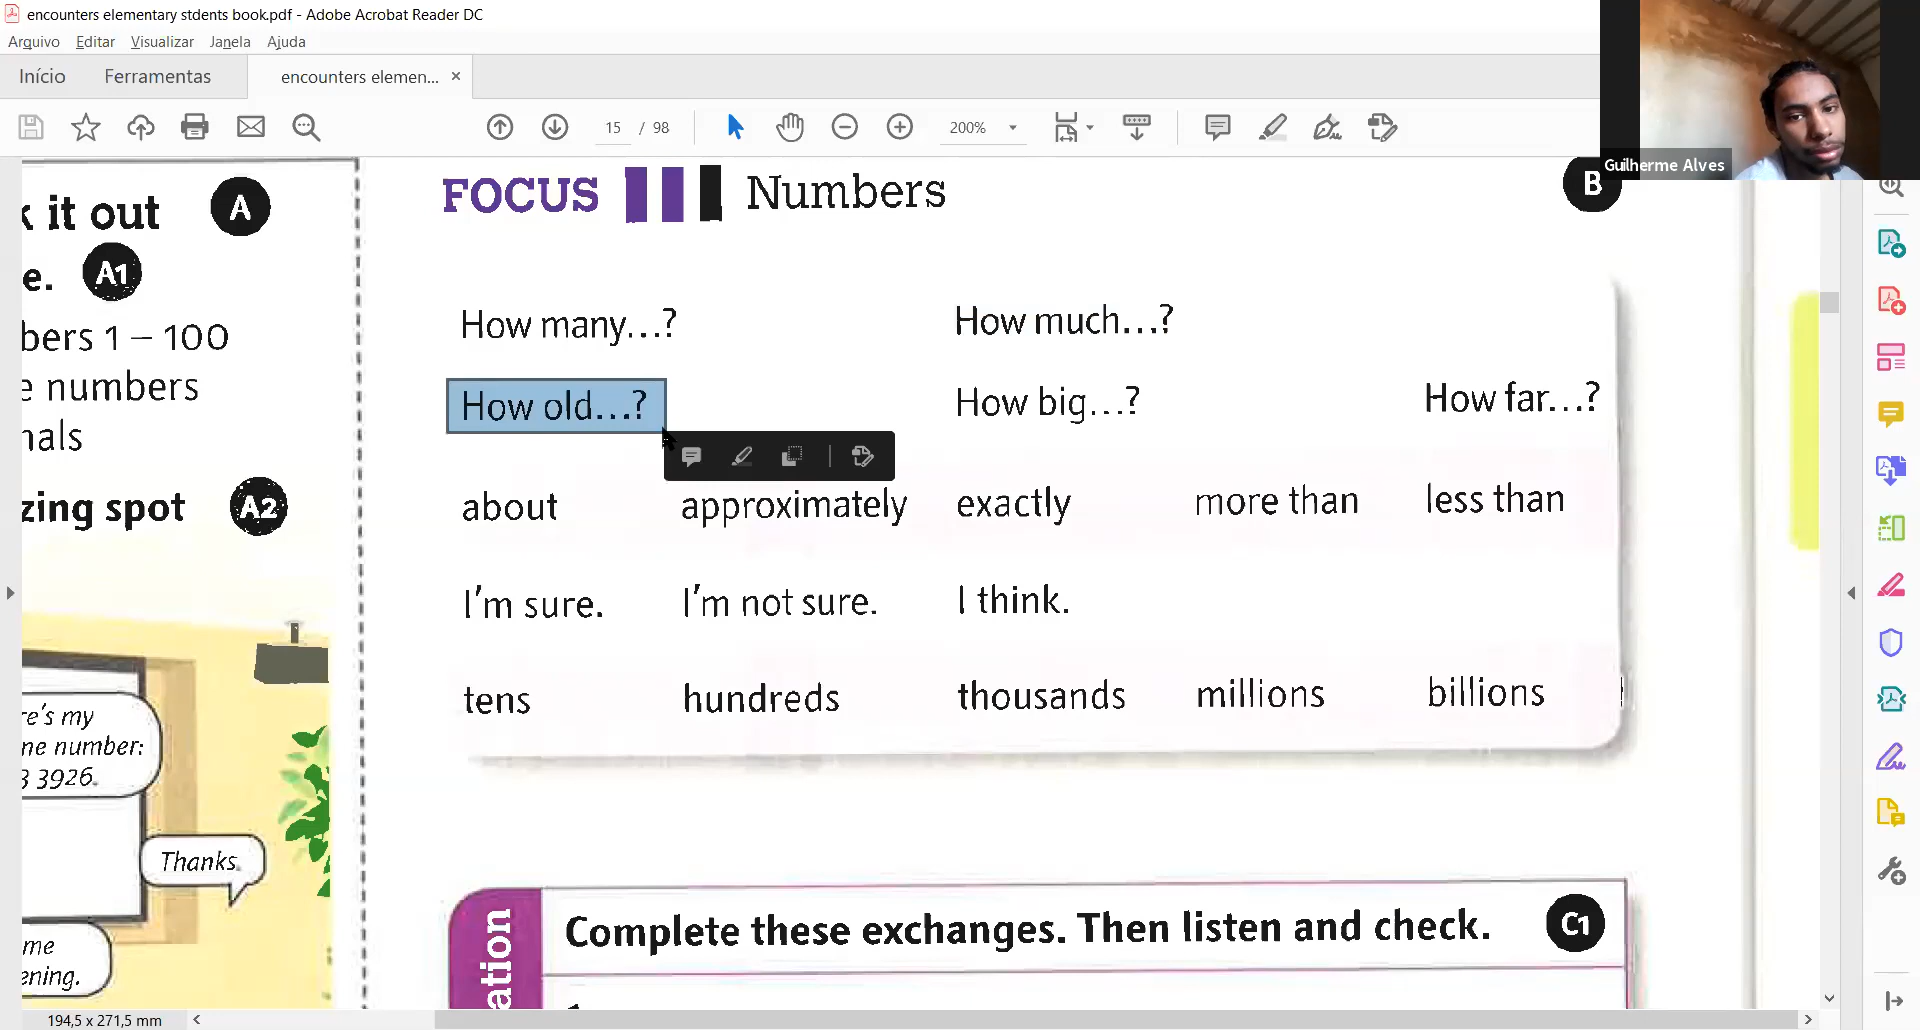 encounters elementary stdents book.pdf - Adobe Acrobat Reader DC
Arquivo Editar Visualizar Janela Ajuda
Início Ferramentas encounters elemen... ×
15 / 98 200%
Guilherme Alves
it out A
e. A1
bers 1 – 100
numbers
zing spot A2
re's my
ne number:
3926.
Thanks.
me
ening.
FOCUS Numbers B
How many...? How much...?
How old...? How big...? How far...?
about approximately exactly more than less than
I'm sure. I'm not sure. I think.
tens hundreds thousands millions billions
ation
Complete these exchanges. Then listen and check. C1
194,5 x 271,5 mm